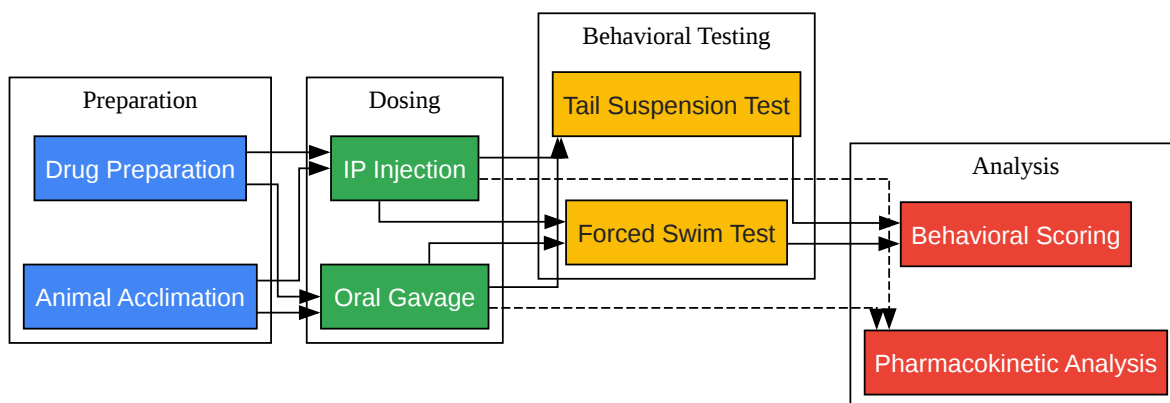 Preparation
Drug Preparation
Animal Acclimation
Dosing
IP Injection
Oral Gavage
Behavioral Testing
Tail Suspension Test
Forced Swim Test
Analysis
Behavioral Scoring
Pharmacokinetic Analysis